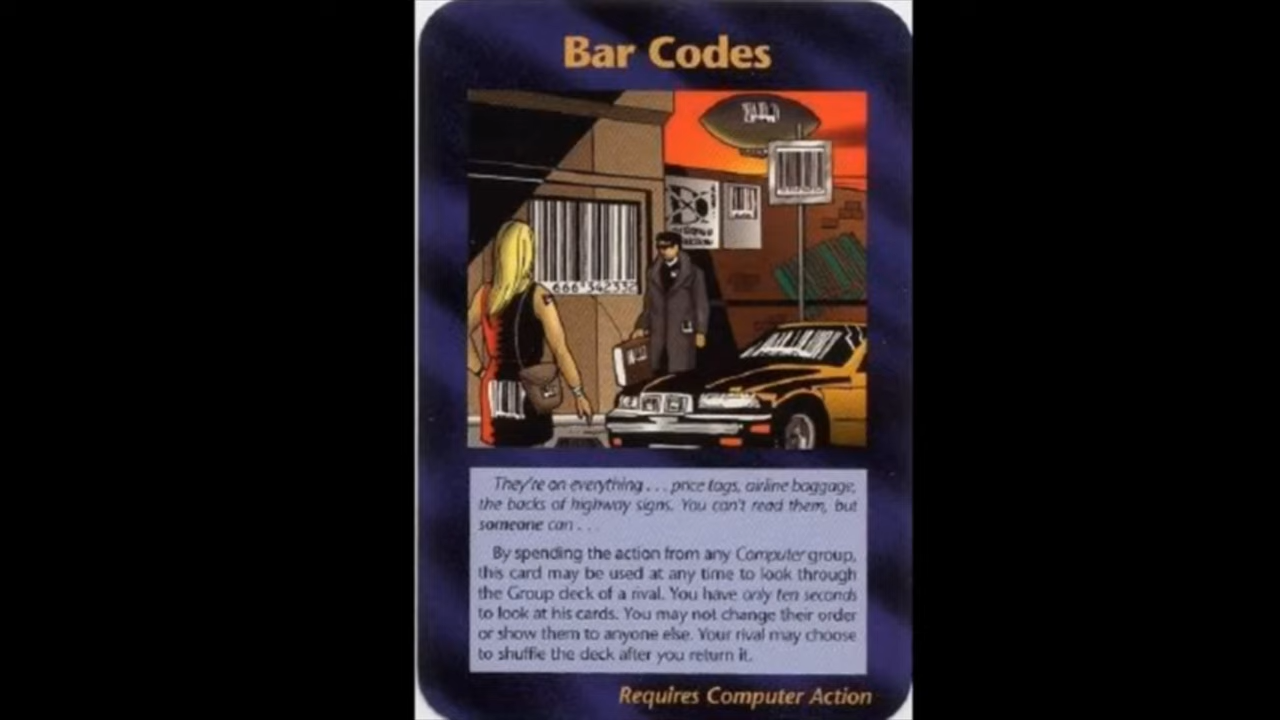 Bar Codes
666 342332
They're on everything . . . price tags, airline baggage,
the backs of highway signs. You can't read them, but
someone can . . .
By spending the action from any Computer group,
this card may be used at any time to look through
the Group deck of a rival. You have only ten seconds
to look at his cards. You may not change their order
or show them to anyone else. Your rival may choose
to shuffle the deck after you return it.
Requires Computer Action